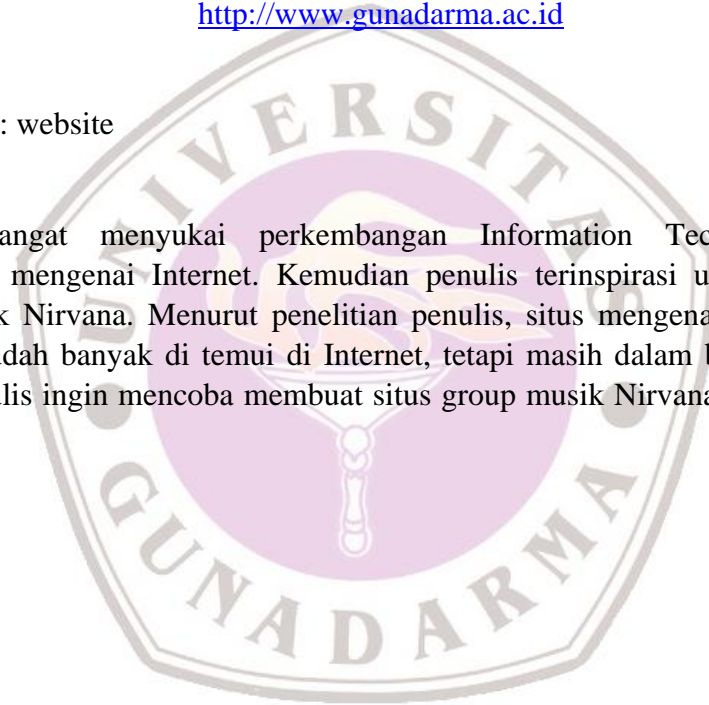 http://www.gunadarma.ac.id
: website
angat menyukai perkembangan Information Tec
mengenai Internet. Kemudian penulis terinspirasi u
k Nirvana. Menurut penelitian penulis, situs mengena
udah banyak di temui di Internet, tetapi masih dalam b
ulis ingin mencoba membuat situs group musik Nirvana
UNIVERSITAS
GUNADARMA